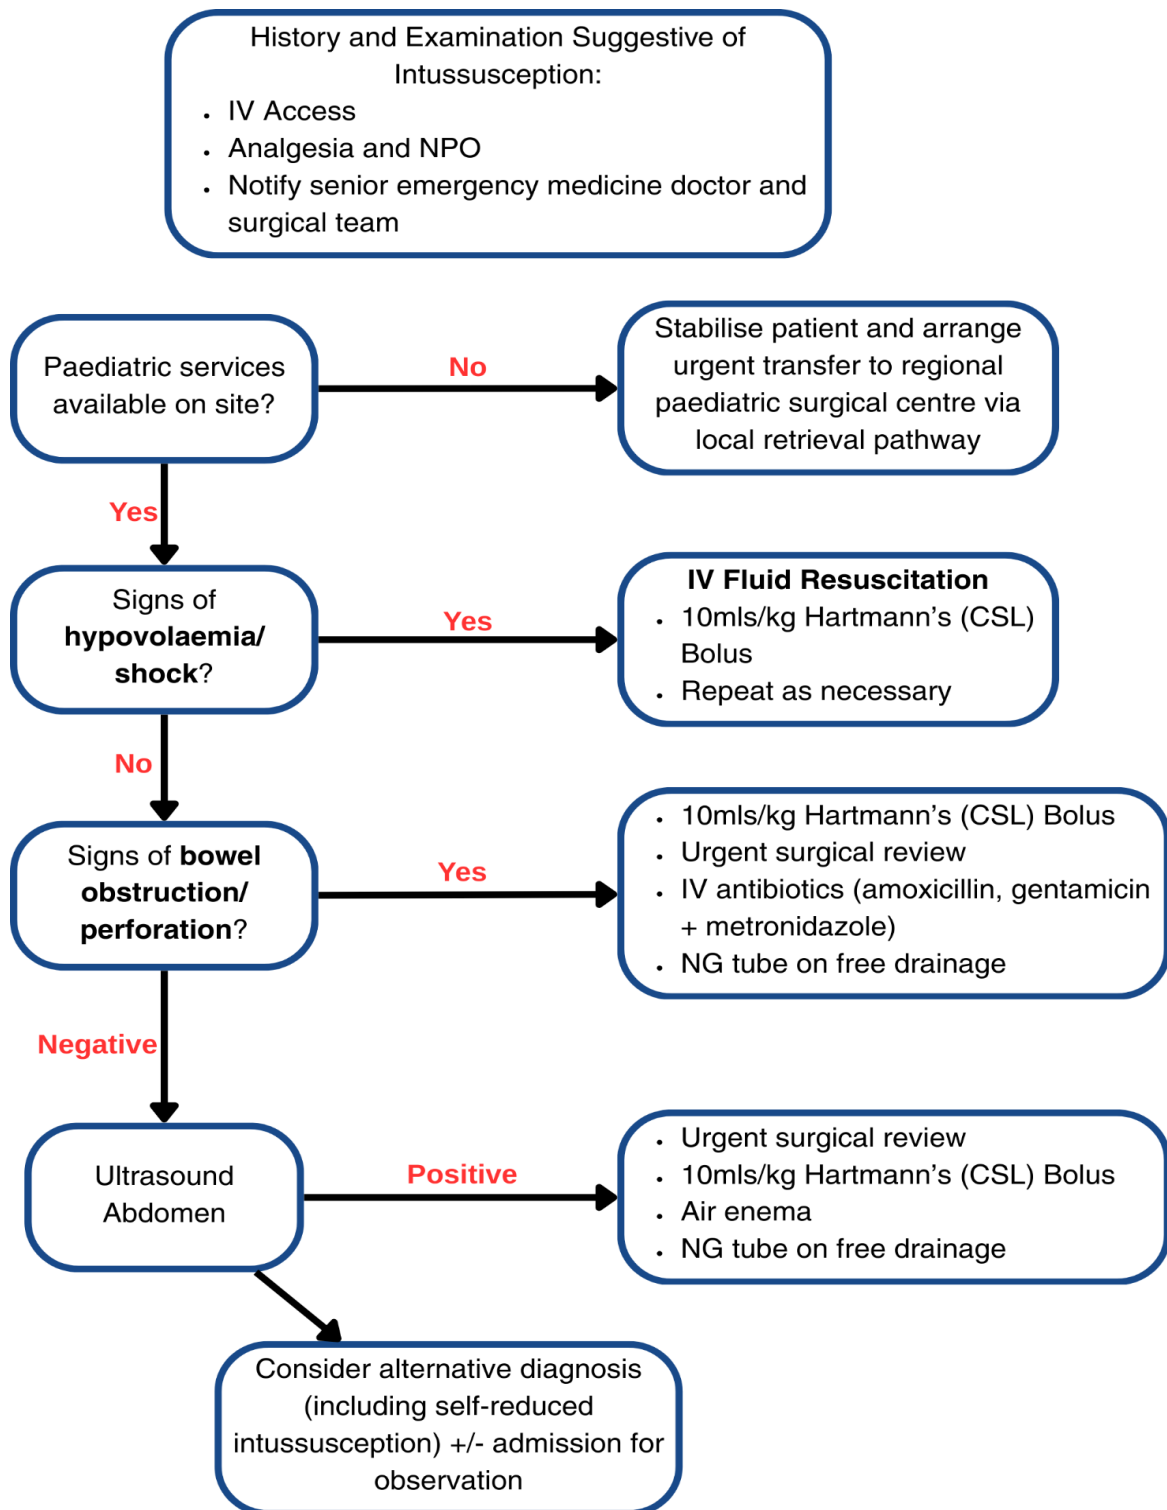 History and Examination Suggestive of
Intussusception:
• IV Access
• Analgesia and NPO
• Notify senior emergency medicine doctor and
surgical team
Paediatric services
available on site?
No
Stabilise patient and arrange
urgent transfer to regional
paediatric surgical centre via
local retrieval pathway
Yes
Signs of
hypovolaemia/
shock?
Yes
IV Fluid Resuscitation
• 10mls/kg Hartmann’s (CSL)
Bolus
• Repeat as necessary
No
Signs of bowel
obstruction/
perforation?
Yes
• 10mls/kg Hartmann’s (CSL) Bolus
• Urgent surgical review
• IV antibiotics (amoxicillin, gentamicin
+ metronidazole)
• NG tube on free drainage
Negative
Ultrasound
Abdomen
Positive
• Urgent surgical review
• 10mls/kg Hartmann’s (CSL) Bolus
• Air enema
• NG tube on free drainage
Consider alternative diagnosis
(including self-reduced
intussusception) +/- admission for
observation